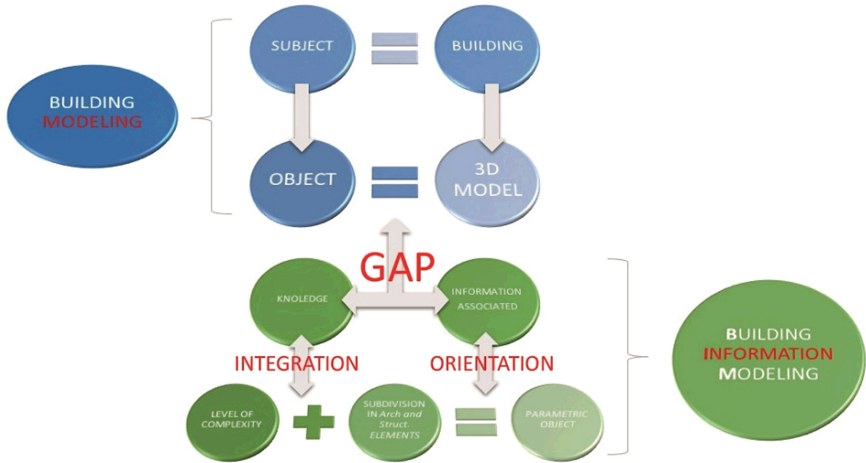 SUBJECT
BUILDING
BUILDING
MODELING
OBJECT
3D
MODEL
GAP
KNOLEDGE
INFORMATION
ASSOCIATED
INTEGRATION
ORIENTATION
BUILDING
INFORMATION
MODELING
LEVEL OF
COMPLEXITY
SUBDIVISION
IN Arch and
Struct.
ELEMENTS
PARAMETRIC
OBJECT